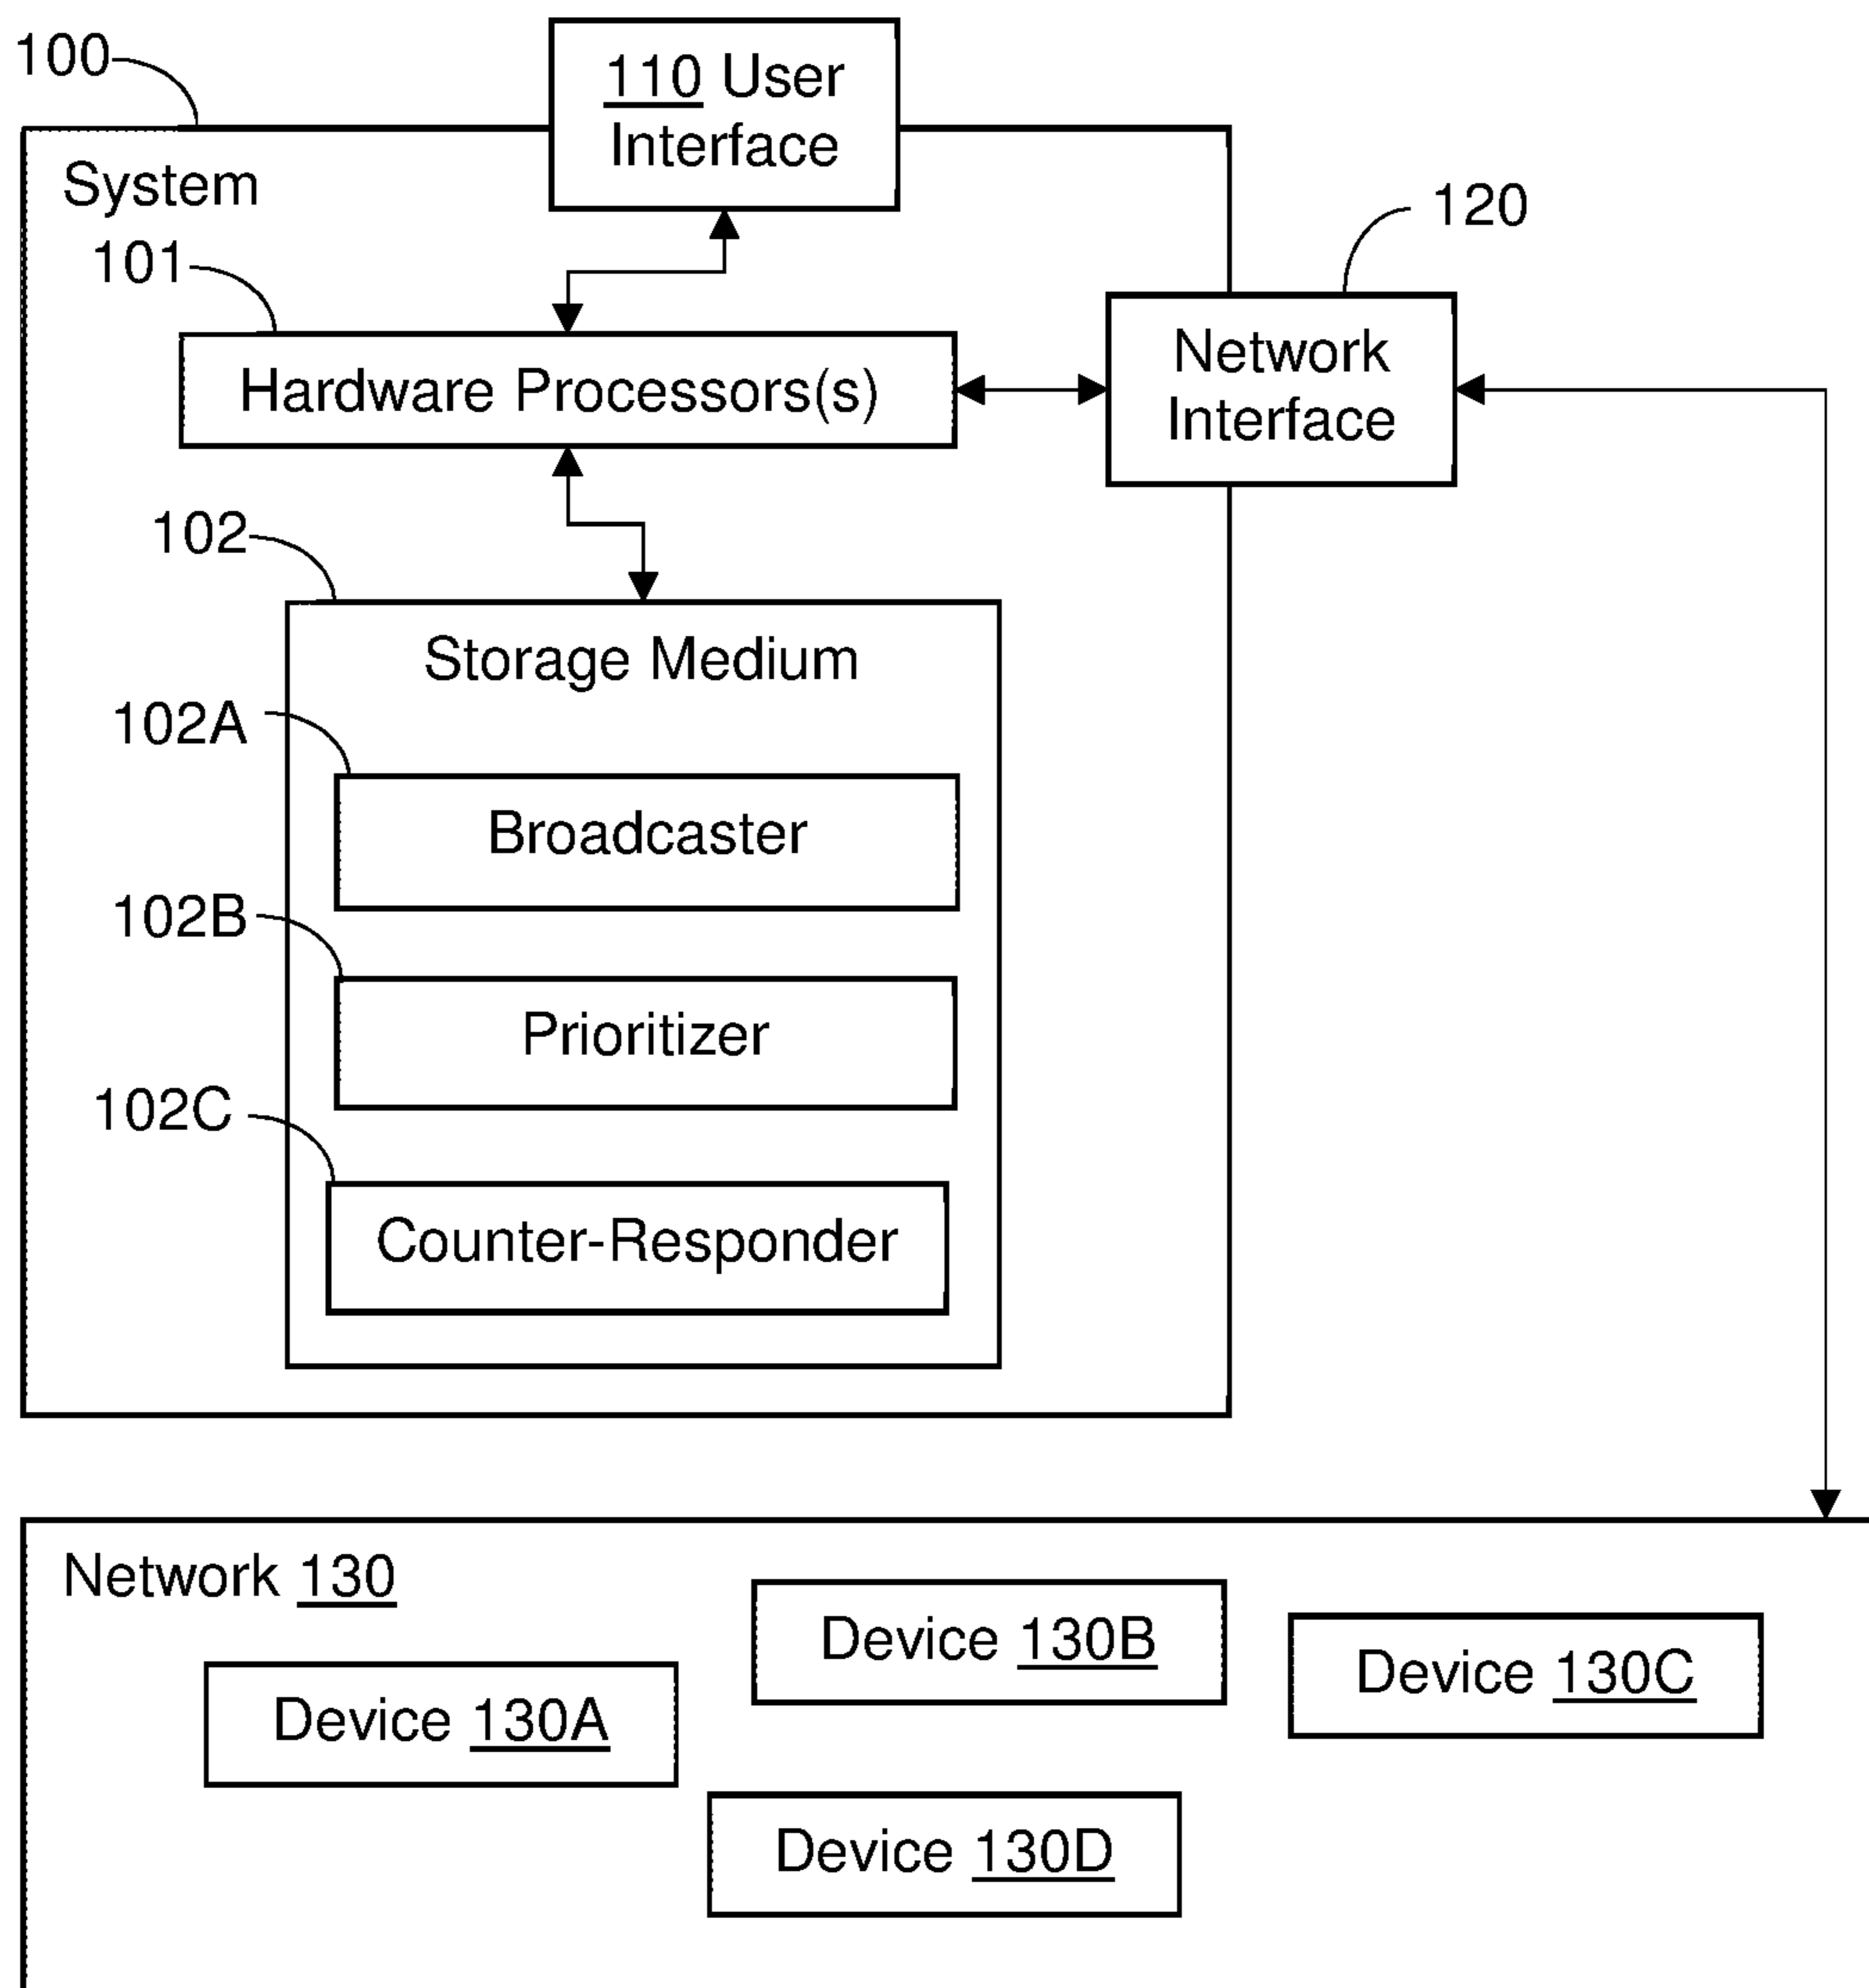 100
110 User
Interface
System
120
101
Network
Interface
Hardware Processors(s)
102
Storage Medium
102A
Broadcaster
102B
Prioritizer
102C
Counter-Responder
Network 130
Device 130B
Device 130C
Device 130A
Device 130D